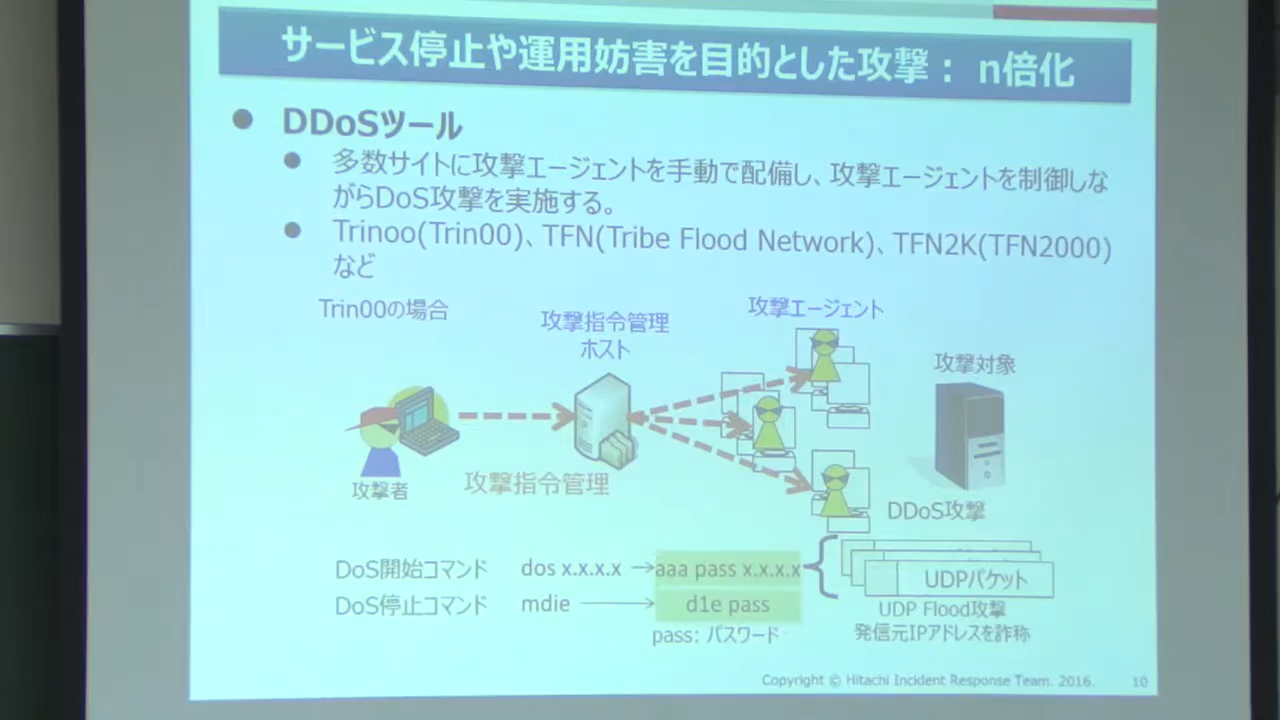 サービス停止や運用妨害を目的とした攻撃： n倍化
DDoSツール
多数サイトに攻撃エージェントを手動で配備し、攻撃エージェントを制御しな
がらDoS攻撃を実施する。
Trinoo(Trin00)、TFN(Tribe Flood Network)、TFN2K(TFN2000)
など
Trin00の場合
攻撃指令管理
ホスト
攻撃エージェント
攻撃対象
攻撃者
攻撃指令管理
DDoS攻撃
DoS開始コマンド dos x.x.x.x → aaa pass x.x.x.x
UDPパケット
DoS停止コマンド mdie → d1e pass
UDP Flood攻撃
pass: パスワード
発信元IPアドレスを詐称
Copyright © Hitachi Incident Response Team. 2016. 10